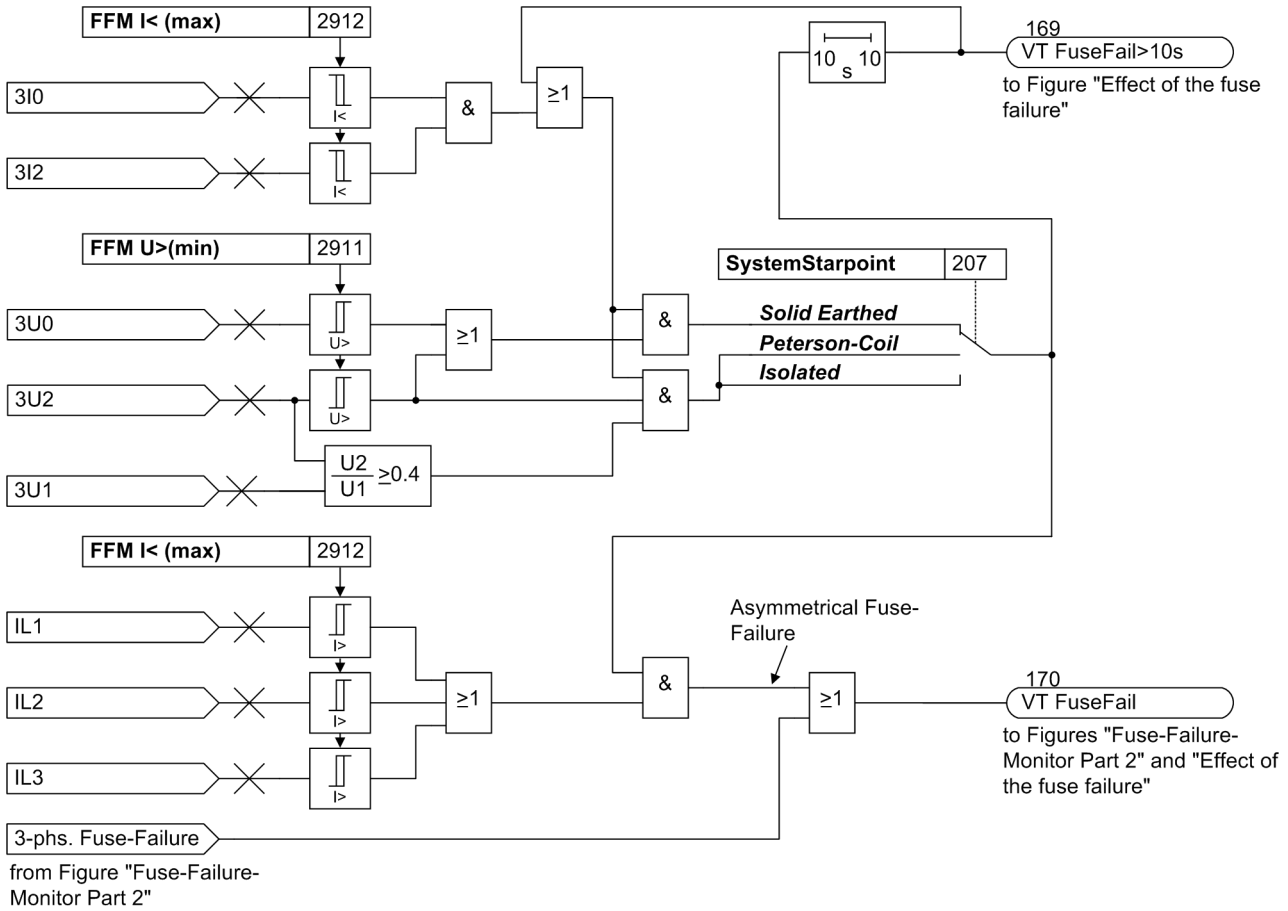 FFM I< (max) 2912
169
VT FuseFail>10s
to Figure "Effect of the fuse
failure"
10 s 10
3I0
I<
&
≥1
3I2
I<
FFM U>(min) 2911
SystemStarpoint 207
3U0
U>
≥1
&
Solid Earthed
Peterson-Coil
Isolated
3U2
U>
&
U2
U1
≥0.4
3U1
FFM I< (max) 2912
IL1
I>
Asymmetrical Fuse-
Failure
IL2
I>
≥1
&
≥1
170
VT FuseFail
to Figures "Fuse-Failure-
Monitor Part 2" and "Effect of
the fuse failure"
IL3
I>
3-phs. Fuse-Failure
from Figure "Fuse-Failure-
Monitor Part 2"